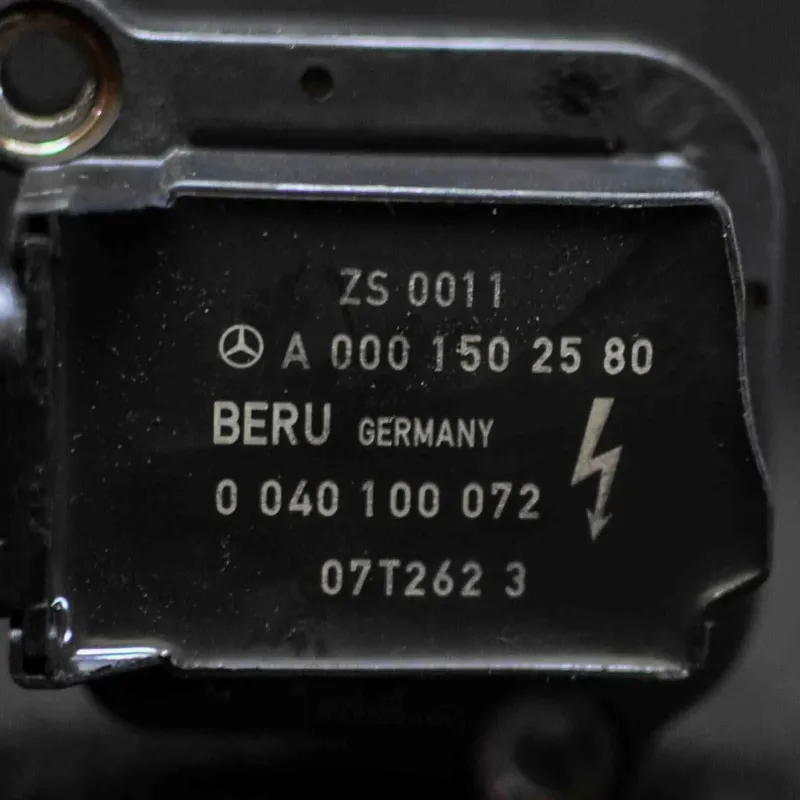 ZS 0011
A 000 150 25 80
BERU GERMANY
0 040 100 072
07T262 3